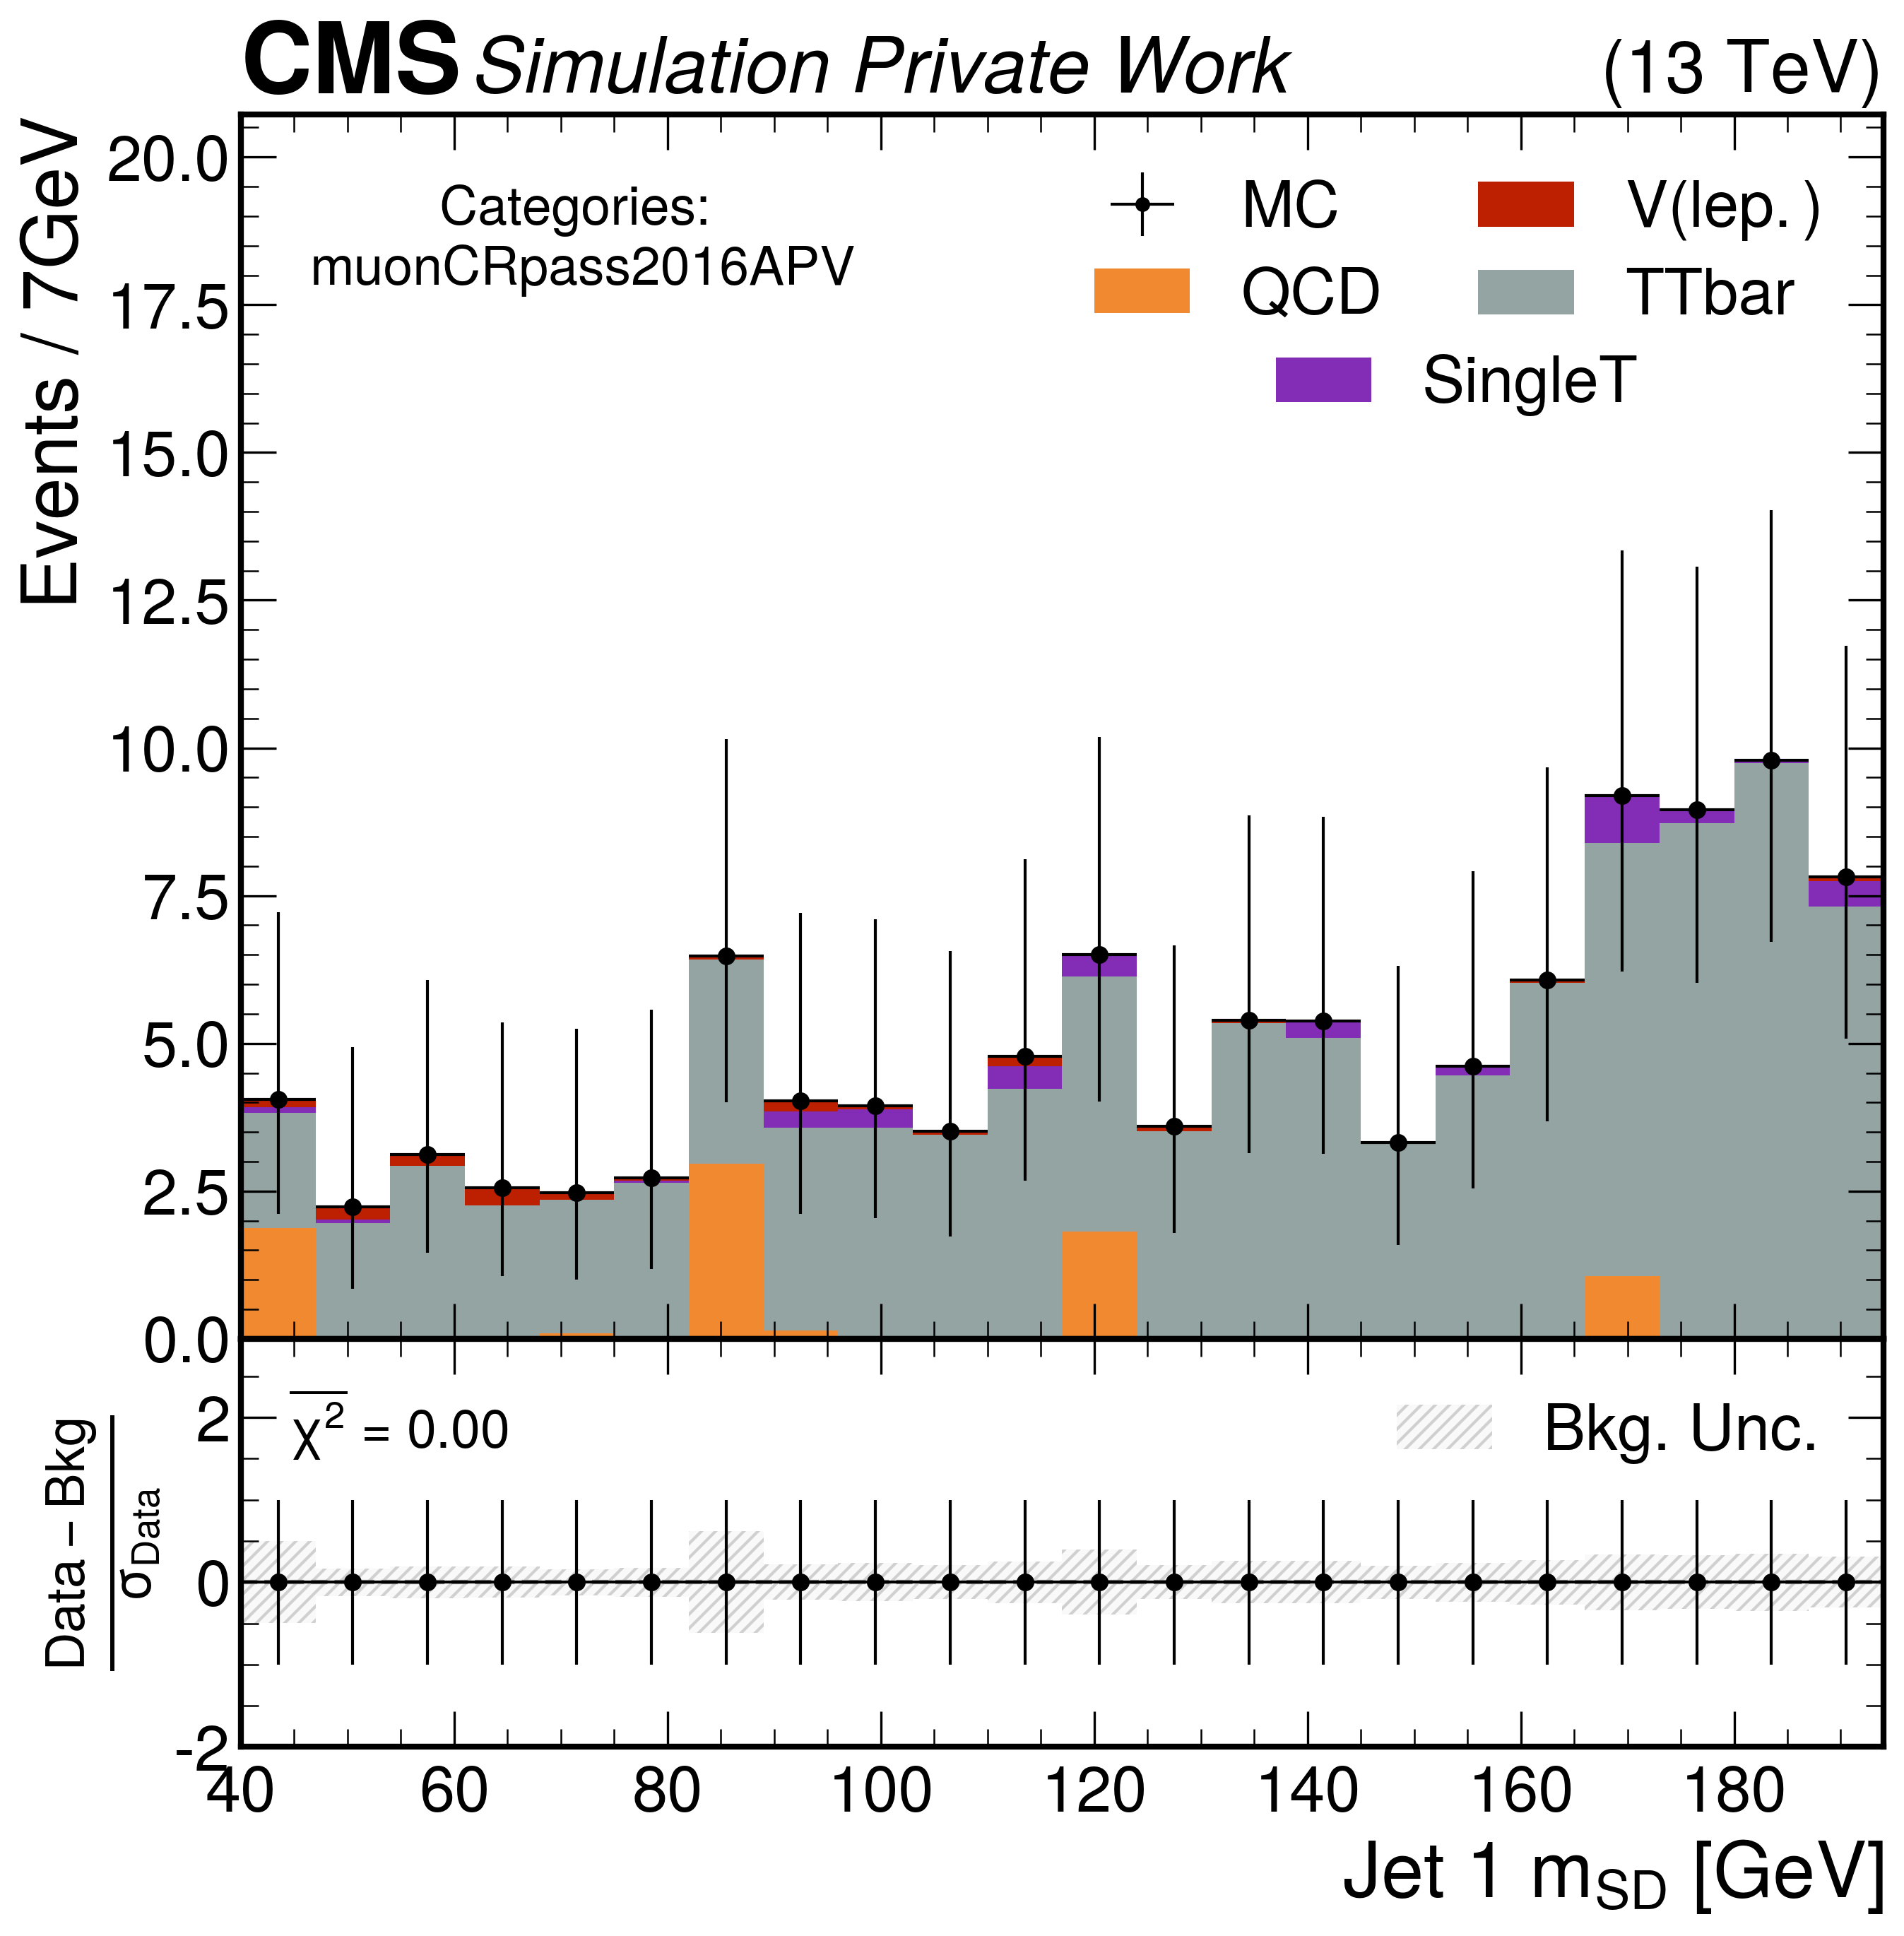 CMS Simulation Private Work (13 TeV)
Events / 7GeV
20.0
17.5
15.0
12.5
10.0
7.5
5.0
2.5
0.0
Categories:
muonCRpass2016APV
MC V(lep.)
QCD TTbar
SingleT
Data – Bkg
σData
2
0
-2
χ² = 0.00
Bkg. Unc.
40 60 80 100 120 140 160 180
Jet 1 mSD [GeV]